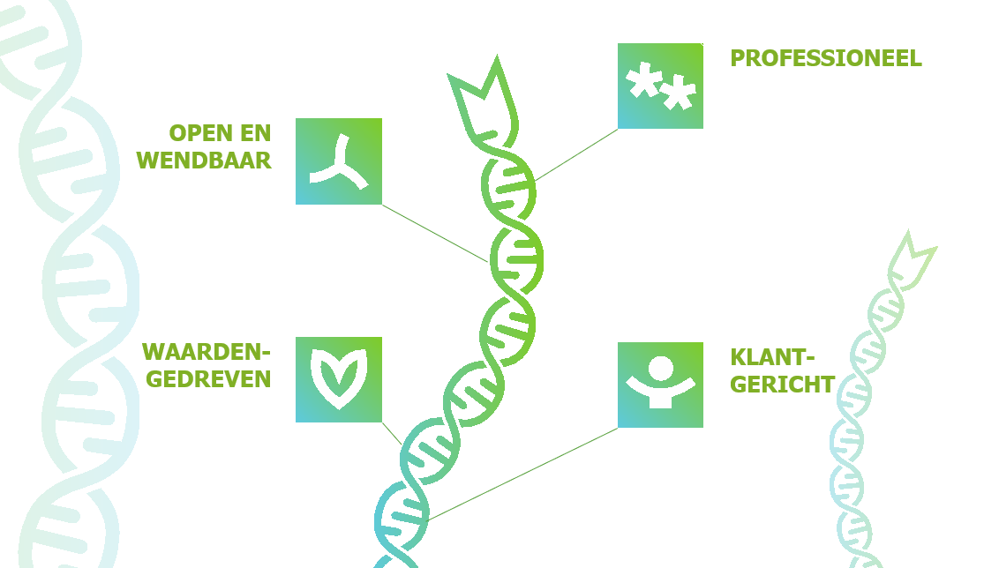 PROFESSIONEEL
OPEN EN
WENDBAAR
WAARDEN-
GEDREVEN
KLANT-
GERICHT